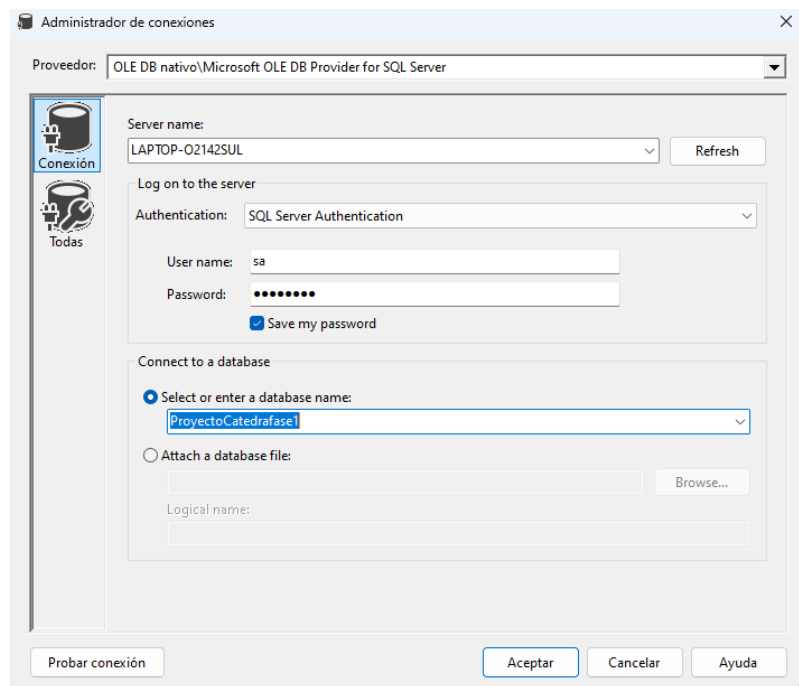 Administrador de conexiones
Proveedor: OLE DB nativo\Microsoft OLE DB Provider for SQL Server
Conexión
Todas
Server name:
LAPTOP-O2142SUL Refresh
Log on to the server
Authentication: SQL Server Authentication
User name: sa
Password: ●●●●●●●●
Save my password
Connect to a database
Select or enter a database name:
ProyectoCatedrafase1
Attach a database file:
Browse...
Logical name:
Probar conexión Aceptar Cancelar Ayuda